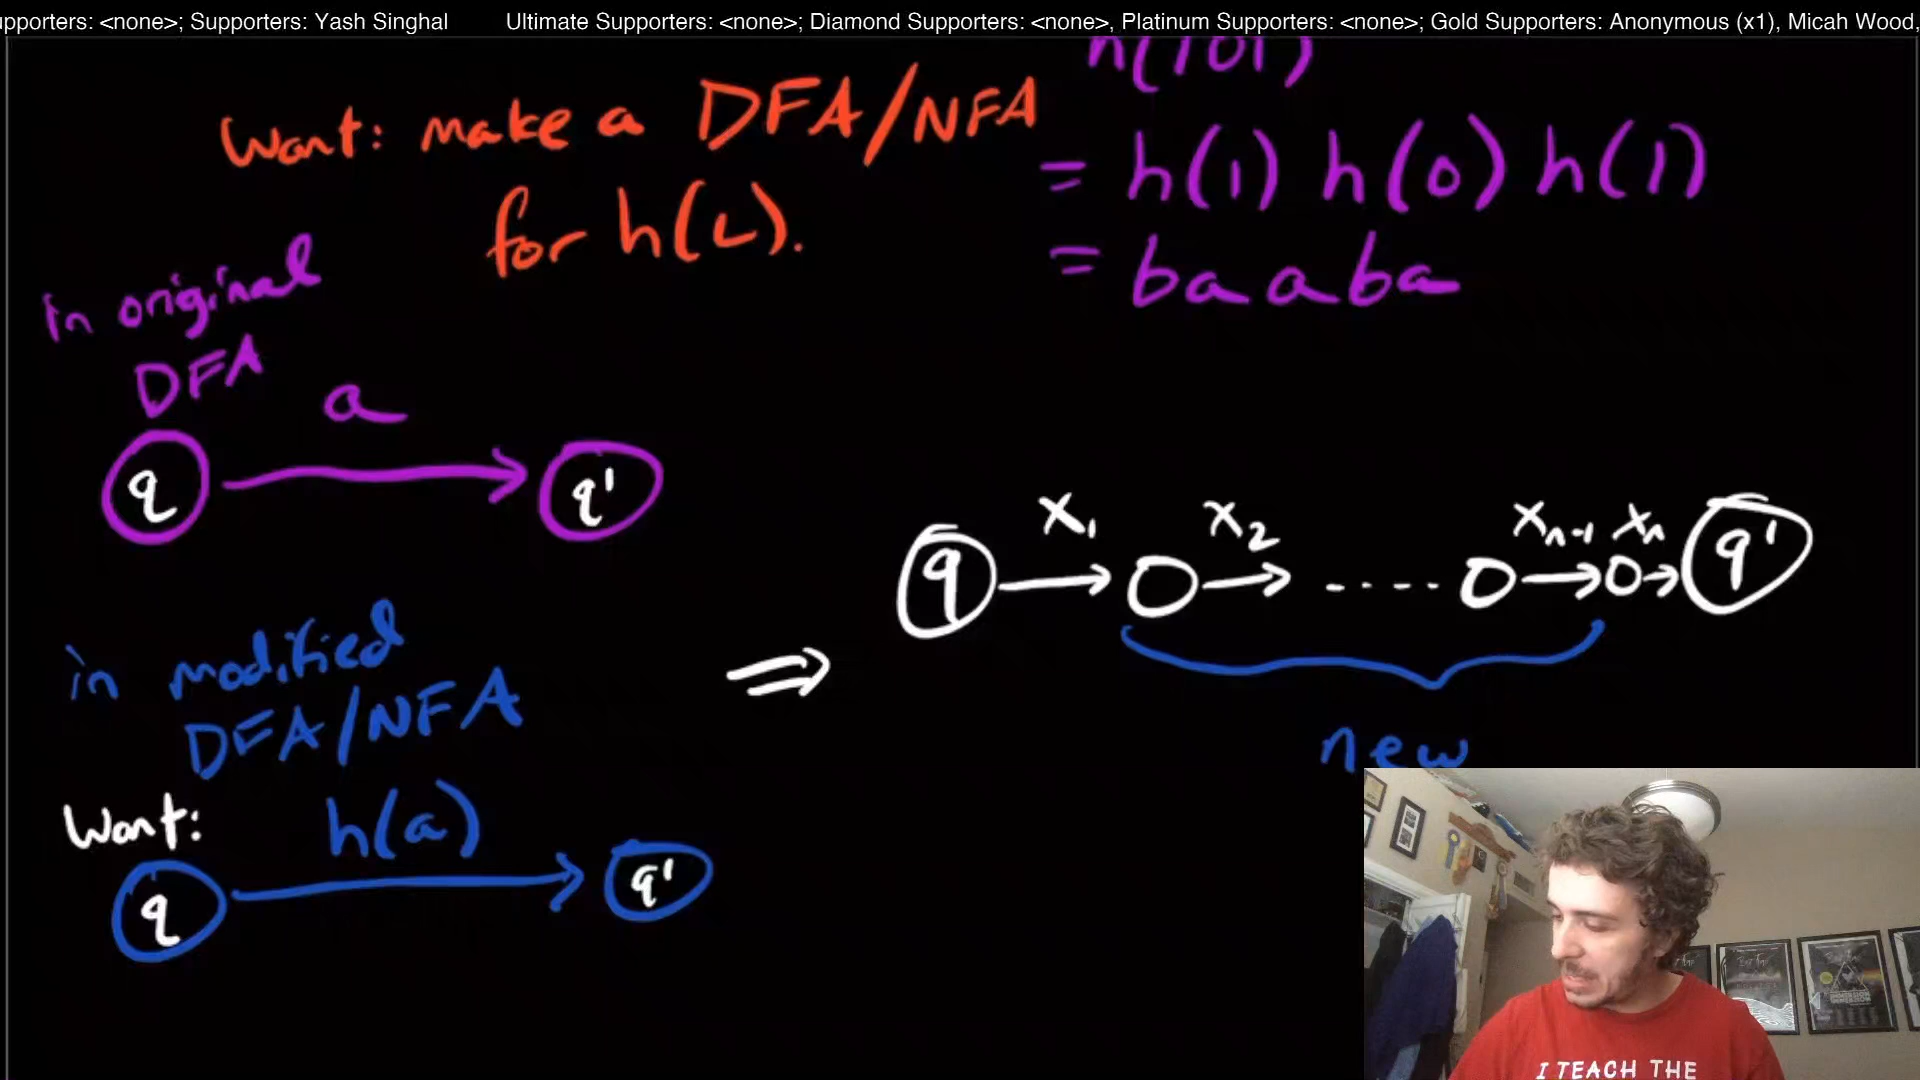 pporters: <none>; Supporters: Yash Singhal Ultimate Supporters: <none>; Diamond Supporters: <none>, Platinum Supporters: <none>; Gold Supporters: Anonymous (x1), Micah Wood,
h(101)
Want: make a DFA/NFA
= h(1) h(0) h(1)
for h(L).
= baaba
in original
DFA
a
q q'
x1 x2 xn-1 xn
q ---- q'
in modified
DFA/NFA
⇒
new
Want:
h(a)
q q'
I TEACH THE